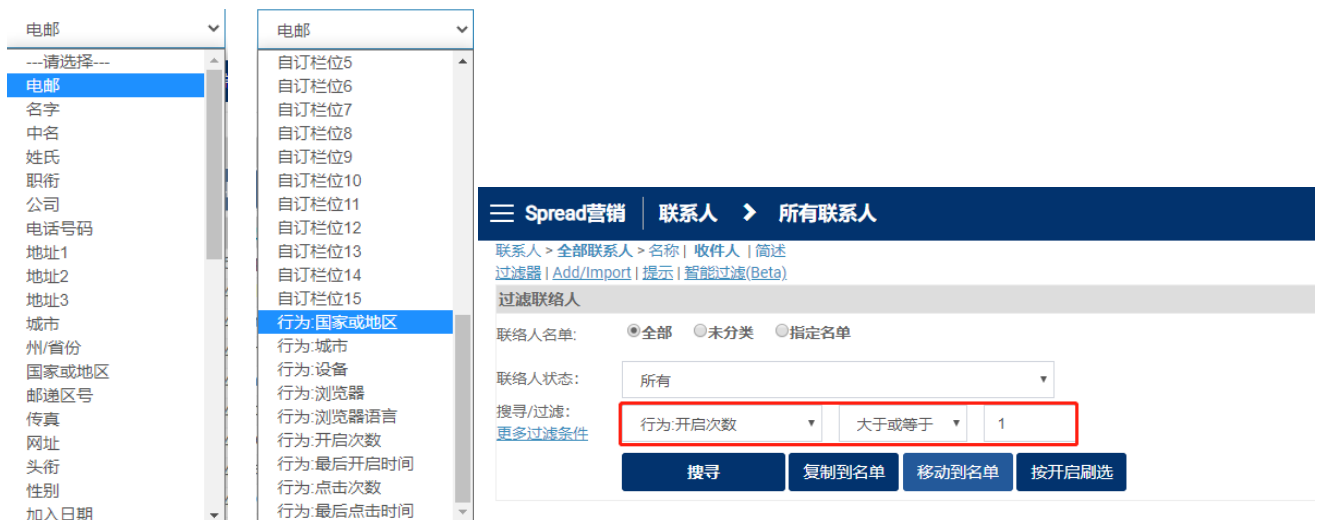 电邮
---请选择---
电邮
名字
中名
姓氏
职衔
公司
电话号码
地址1
地址2
地址3
城市
州/省份
国家或地区
邮递区号
传真
网址
头衔
性别
加入日期
电邮
自订栏位5
自订栏位6
自订栏位7
自订栏位8
自订栏位9
自订栏位10
自订栏位11
自订栏位12
自订栏位13
自订栏位14
自订栏位15
行为:国家或地区
行为:城市
行为:设备
行为:浏览器
行为:浏览器语言
行为:开启次数
行为:最后开启时间
行为:点击次数
行为:最后点击时间
Spread营销 联系人 > 所有联系人
联系人 > 全部联系人 > 名称 | 收件人 | 简述
过滤器 | Add/Import | 提示 | 智能过滤(Beta)
过滤联络人
联络人名单: 全部 未分类 指定名单
联络人状态: 所有
搜寻/过滤: 行为:开启次数 大于或等于 1
更多过滤条件
搜寻 复制到名单 移动到名单 按开启刷选